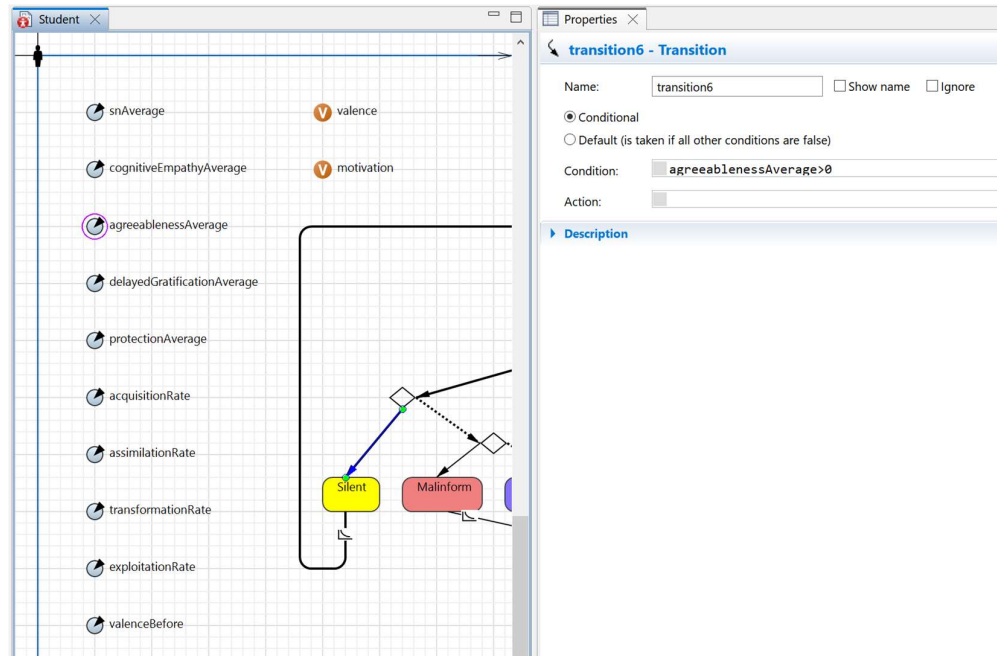 Student
snAverage
valence
cognitiveEmpathyAverage
motivation
agreeablenessAverage
delayedGratificationAverage
protectionAverage
acquisitionRate
assimilationRate
transformationRate
exploitationRate
valenceBefore
V
V
Silent
Malinform
Properties
transition6 - Transition
Name:
transition6
Show name
Ignore
Conditional
Default (is taken if all other conditions are false)
Condition:
agreeablenessAverage>0
Action:
Description